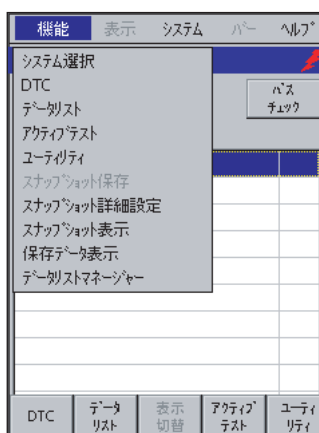 機能 表示 システム バー ヘルプ
システム選択
DTC
データリスト
アクティブテスト
ユーティリティ
スナップショット保存
スナップショット詳細設定
スナップショット表示
保存データ表示
データリストマネージャー
バス
チェック
DTC
データ
リスト
表示
切替
アクティブ
テスト
ユーティ
リティ